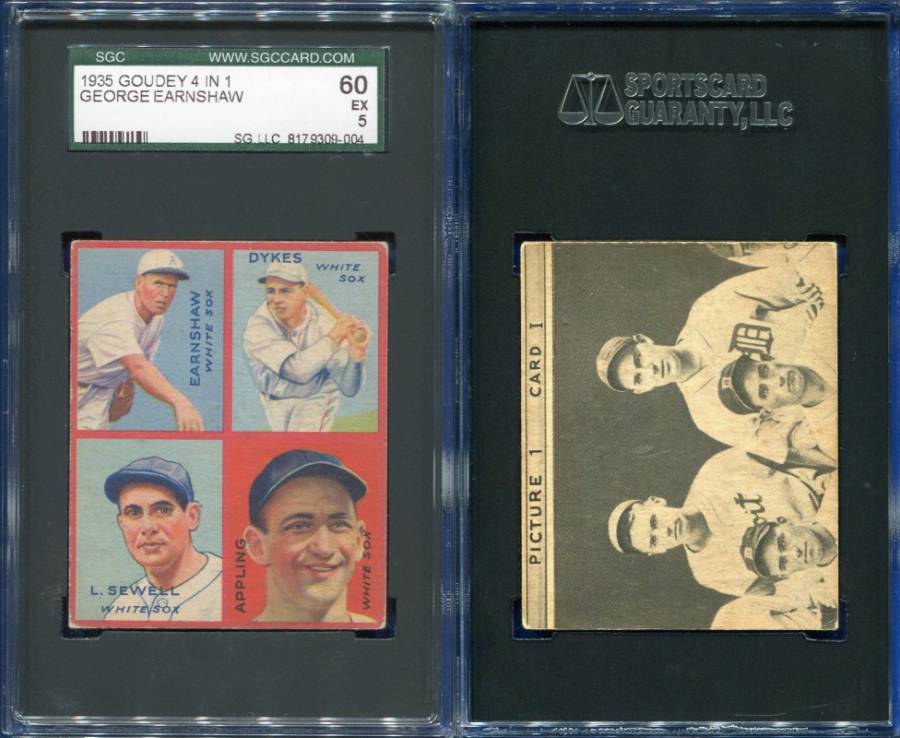 SGC WWW.SGCCARD.COM
1935 GOUDEY 4 IN 1
GEORGE EARNSHAW
60
EX
5
SG LLC 8179309-004
A
EARNSHAW
WHITE SOX
DYKES
WHITE
SOX
L. SEWELL
WHITE SOX
APPLING
WHITE SOX
SPORTSCARD
GUARANTY, LLC
PICTURE 1 CARD I
D
oit